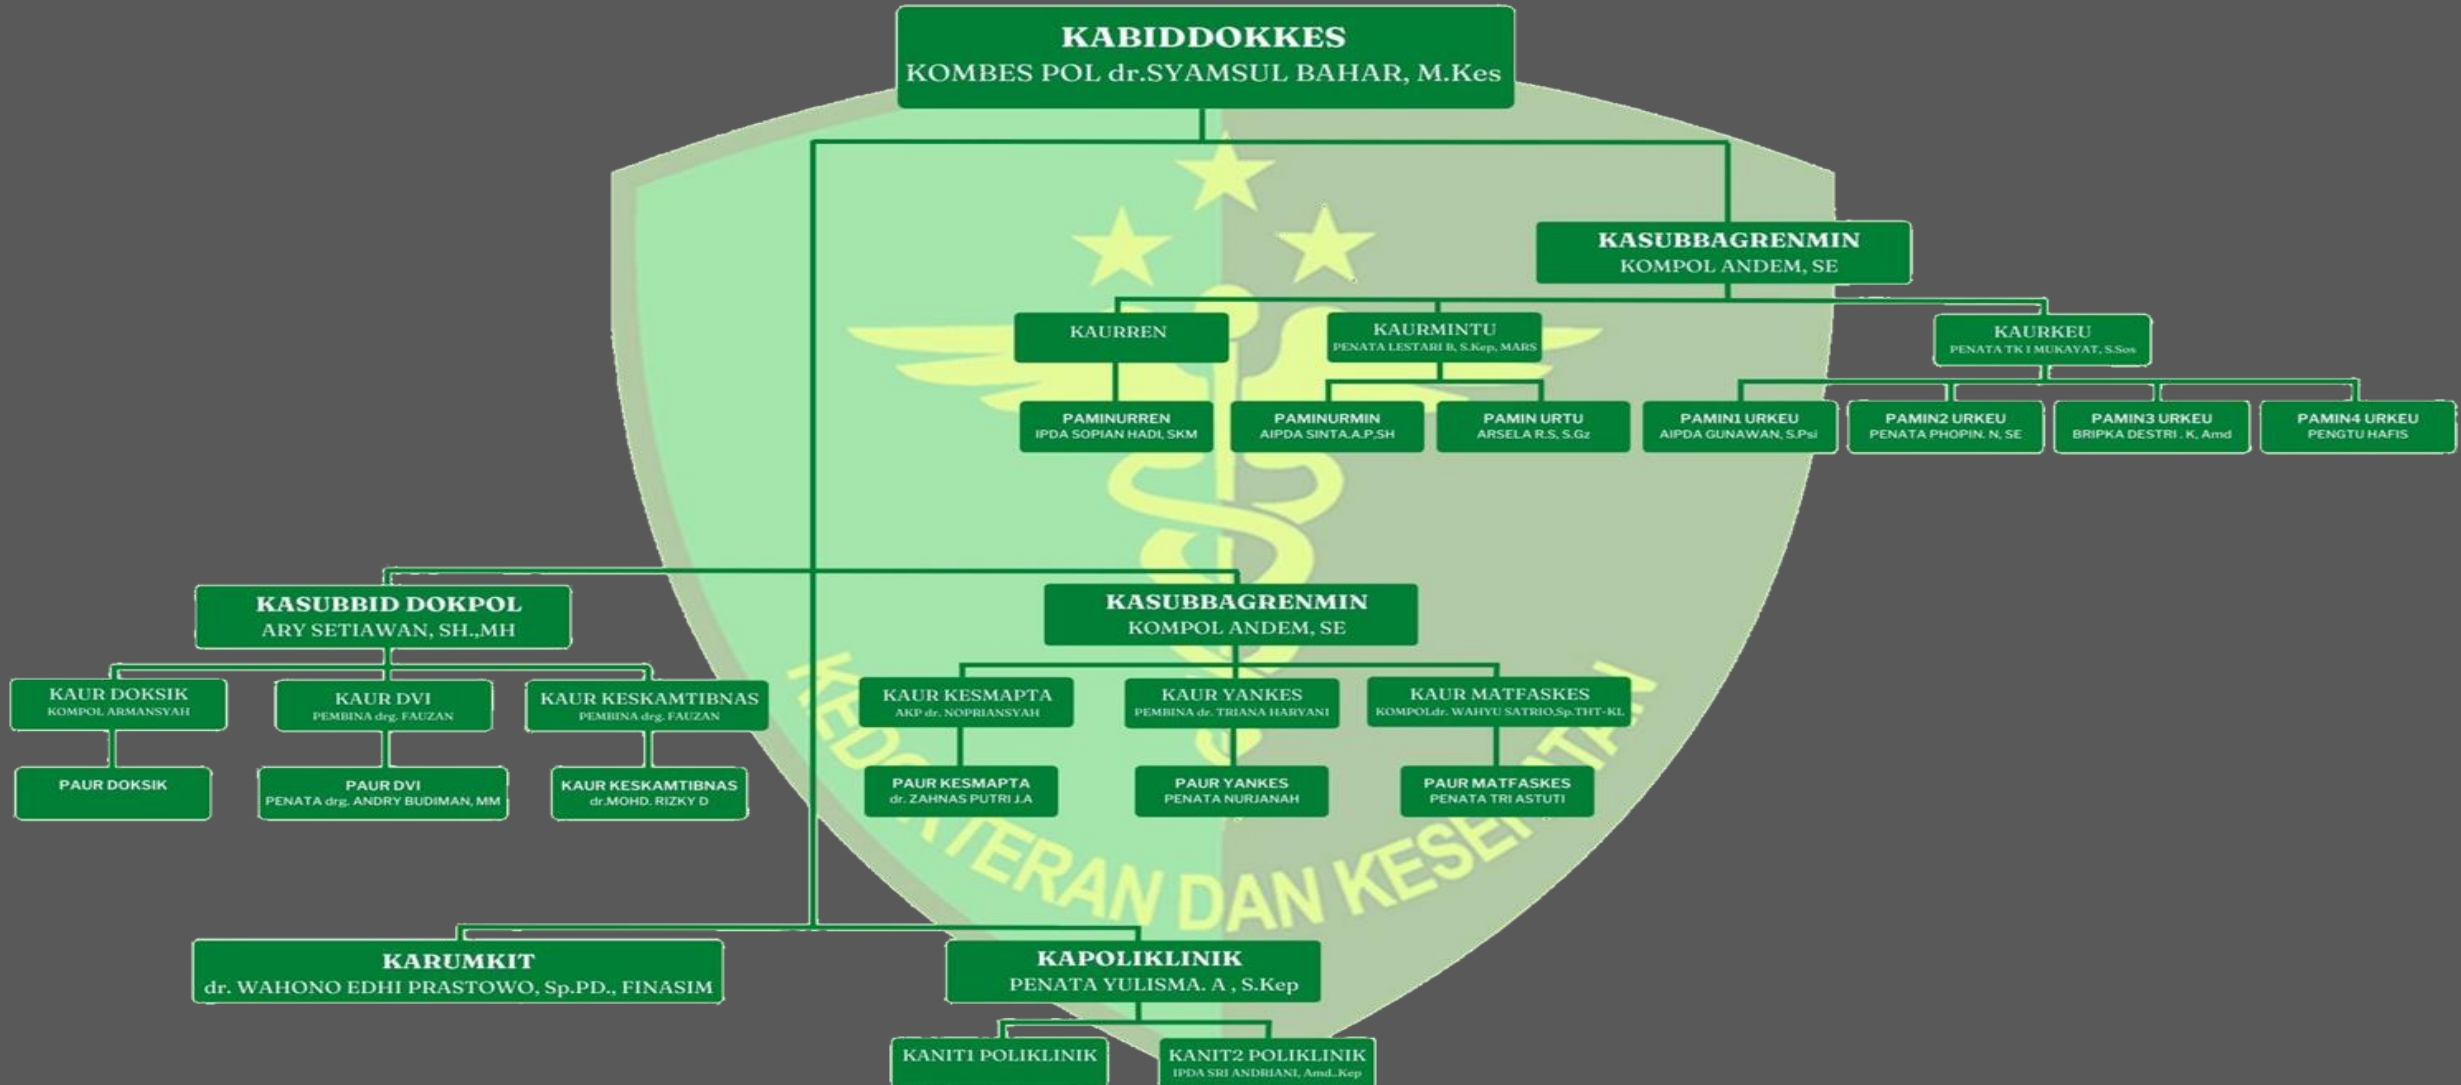 KABIDDOKKES
KOMBES POL dr.SYAMSUL BAHAR, M.Kes
KASUBBAGRENMIN
KOMPOL ANDEM, SE
KAURREN
KAURMINTU
PENATA LESTARI B, S.Kep, MARS
KAURKEU
PENATA TK I MUKAYAT, S.Sos
PAMINURREN
IPDA SOPIAN HADI, SKM
PAMINURMIN
AIPDA SINTA.A.P,SH
PAMIN URTU
ARSELA R.S, S.Gz
PAMIN1 URKEU
AIPDA GUNAWAN, S.Psi
PAMIN2 URKEU
PENATA PHOPIN. N, SE
PAMIN3 URKEU
BRIPKA DESTRI . K, Amd
PAMIN4 URKEU
PENGTU HAFIS
KASUBBID DOKPOL
ARY SETIAWAN, SH.,MH
KASUBBAGRENMIN
KOMPOL ANDEM, SE
KAUR DOKSIK
KOMPOL ARMANSYAH
KAUR DVI
PEMBINA drg. FAUZAN
KAUR KESKAMTIBNAS
PEMBINA drg. FAUZAN
KAUR KESMAPTA
AKP dr. NOPRIANSYAH
KAUR YANKES
PEMBINA dr. TRIANA HARYANI
KAUR MATFASKES
KOMPOLdr. WAHYU SATRIO,Sp.THT-KL
PAUR DOKSIK
PAUR DVI
PENATA drg. ANDRY BUDIMAN, MM
KAUR KESKAMTIBNAS
dr.MOHD. RIZKY D
PAUR KESMAPTA
dr. ZAHNAS PUTRI J.A
PAUR YANKES
PENATA NURJANAH
PAUR MATFASKES
PENATA TRI ASTUTI
KEDOKTERAN DAN KESEHATAN
KARUMKIT
dr. WAHONO EDHI PRASTOWO, Sp.PD., FINASIM
KAPOLIKLINIK
PENATA YULISMA. A , S.Kep
KANIT1 POLIKLINIK
KANIT2 POLIKLINIK
IPDA SRI ANDRIANI, Amd..Kep